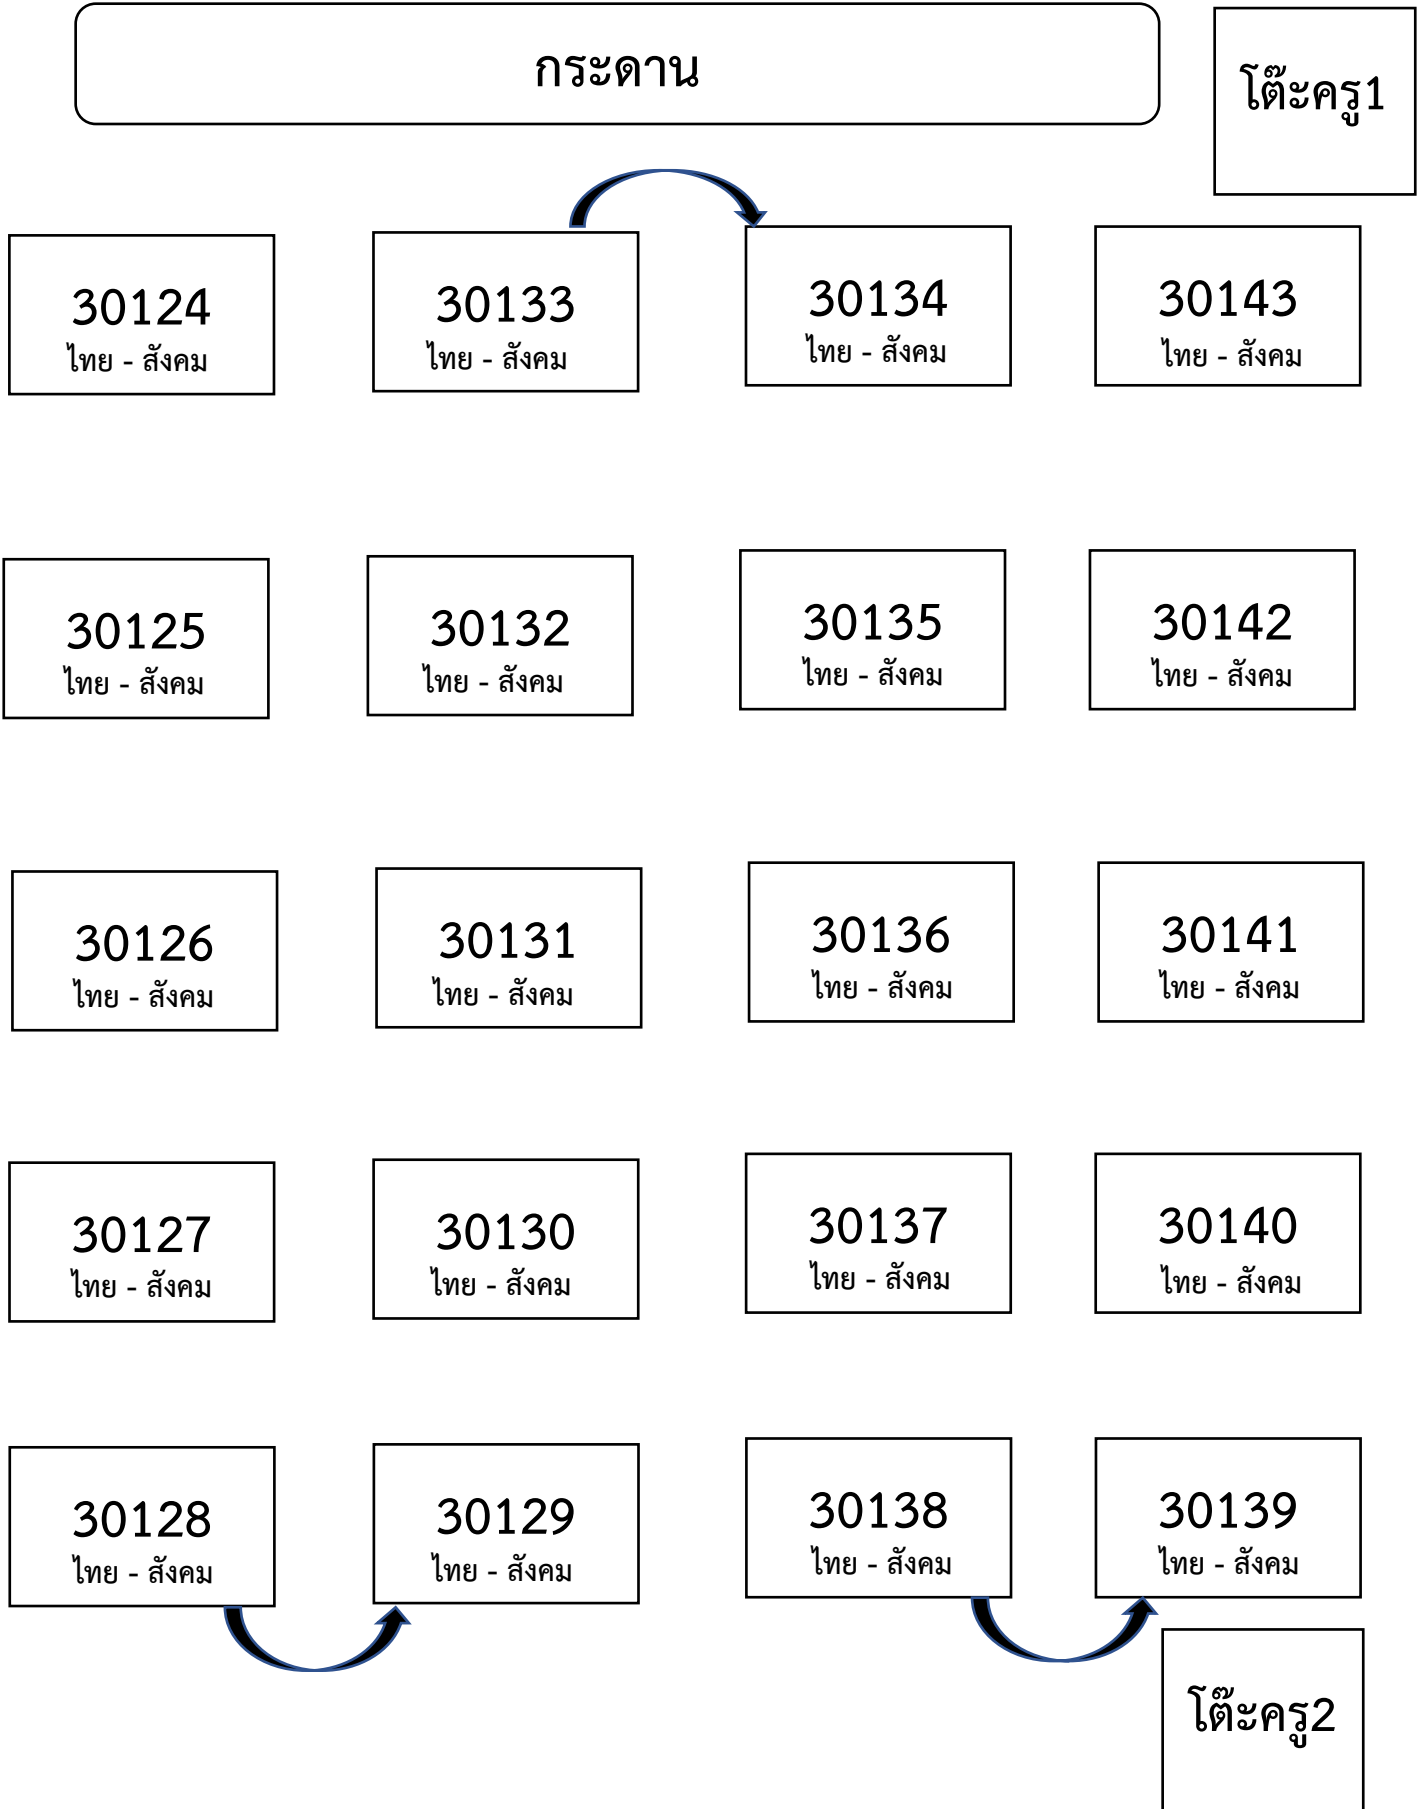 กระดาน
โต๊ะครู1
30124
ไทย - สังคม
30133
ไทย - สังคม
30134
ไทย - สังคม
30143
ไทย - สังคม
30125
ไทย - สังคม
30132
ไทย - สังคม
30135
ไทย - สังคม
30142
ไทย - สังคม
30126
ไทย - สังคม
30131
ไทย - สังคม
30136
ไทย - สังคม
30141
ไทย - สังคม
30127
ไทย - สังคม
30130
ไทย - สังคม
30137
ไทย - สังคม
30140
ไทย - สังคม
30128
ไทย - สังคม
30129
ไทย - สังคม
30138
ไทย - สังคม
30139
ไทย - สังคม
โต๊ะครู2